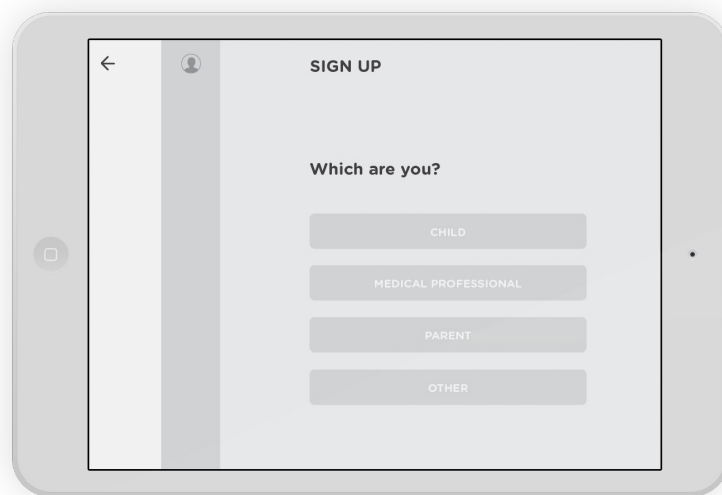 SIGN UP
Which are you?
CHILD
MEDICAL PROFESSIONAL
PARENT
OTHER